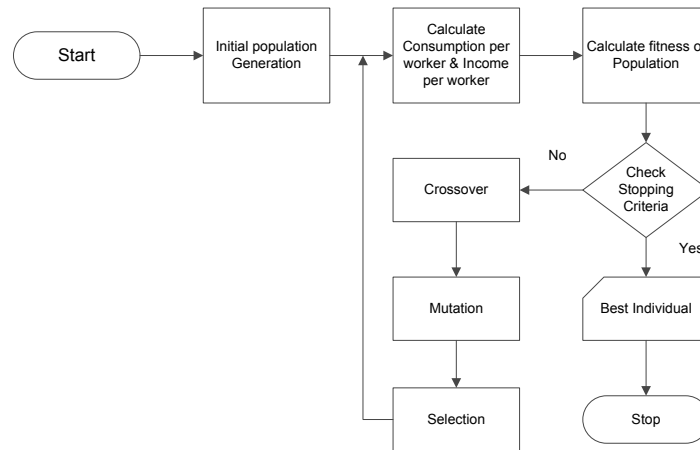 Start
Initial population
Generation
Calculate
Consumption per
worker & Income
per worker
Calculate fitness o
Population
No
Check
Stopping
Criteria
Crossover
Yes
Mutation
Best Individual
Selection
Stop